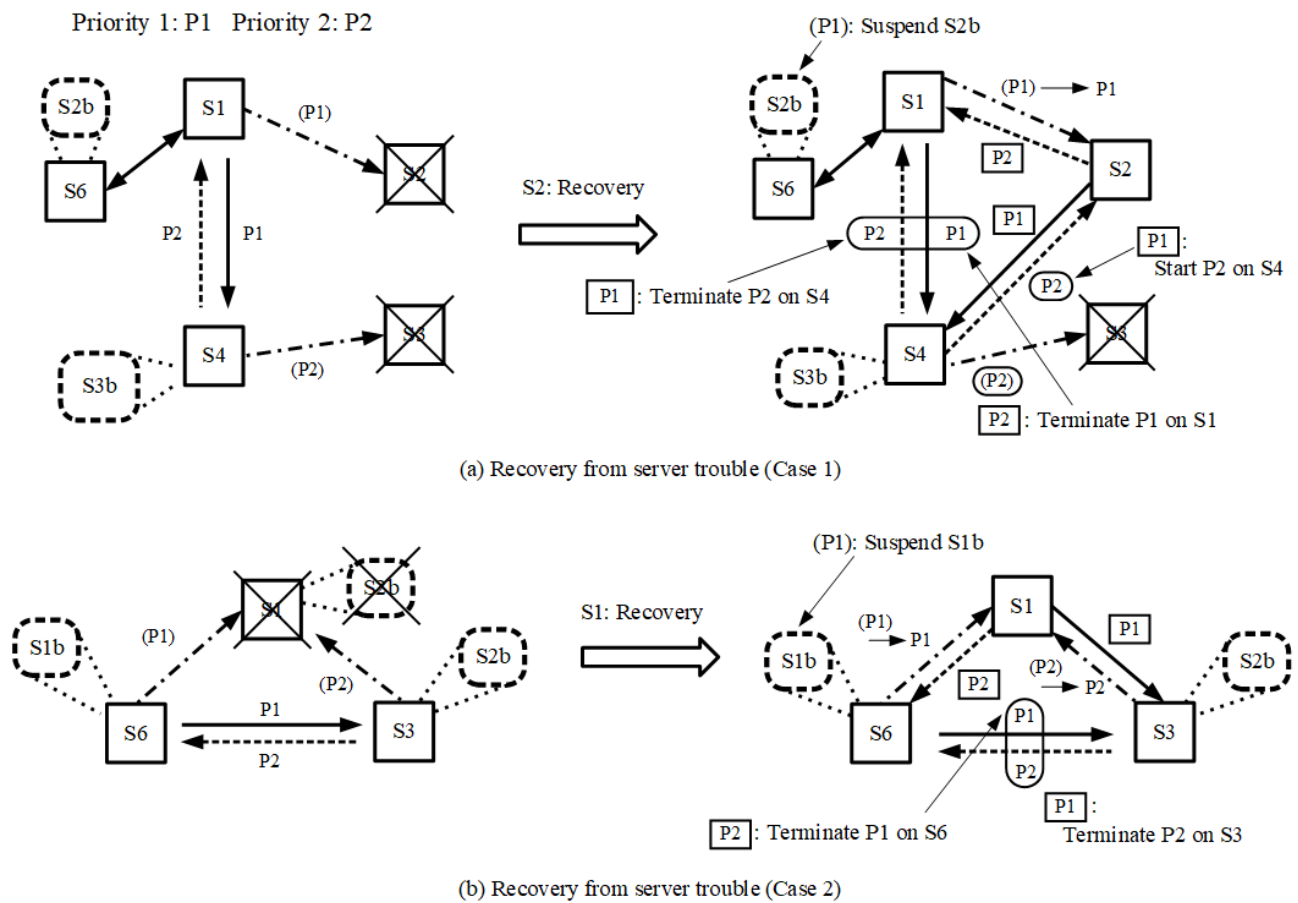 Priority 1: P1   Priority 2: P2
(P1): Suspend S2b
S2b
S1
(P1)
S2
S6
P2
P1
S4
S3
(P2)
S3b
S2: Recovery
S2b
S1
(P1)
P1
P2
S2
S6
P1
P2
P1
P1 :
Start P2 on S4
P2
P1 : Terminate P2 on S4
S4
S3
S3b
(P2)
P2 : Terminate P1 on S1
(a) Recovery from server trouble (Case 1)
(P1): Suspend S1b
S1
S2b
S1b
(P1)
(P2)
S2b
S6
P1
P2
S3
S1: Recovery
S1
(P1)
P1
P1
S1b
P2
(P2)
P2
S2b
S6
P1
P2
S3
P2 : Terminate P1 on S6
P1 :
Terminate P2 on S3
(b) Recovery from server trouble (Case 2)